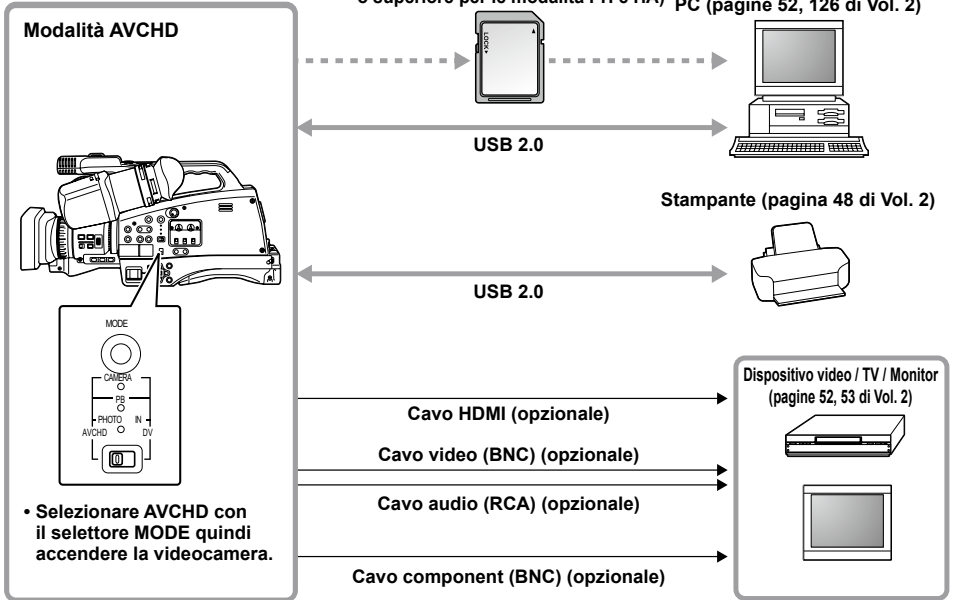 e superiore per le modalità PH e HA)
PC (pagine 52, 126 di Vol. 2)
Modalità AVCHD
LOCK
USB 2.0
Stampante (pagina 48 di Vol. 2)
USB 2.0
MODE
CAMERA
PB
PHOTO IN
AVCHD DV
Dispositivo video / TV / Monitor
(pagine 52, 53 di Vol. 2)
Cavo HDMI (opzionale)
Cavo video (BNC) (opzionale)
Cavo audio (RCA) (opzionale)
Cavo component (BNC) (opzionale)
• Selezionare AVCHD con
il selettore MODE quindi
accendere la videocamera.